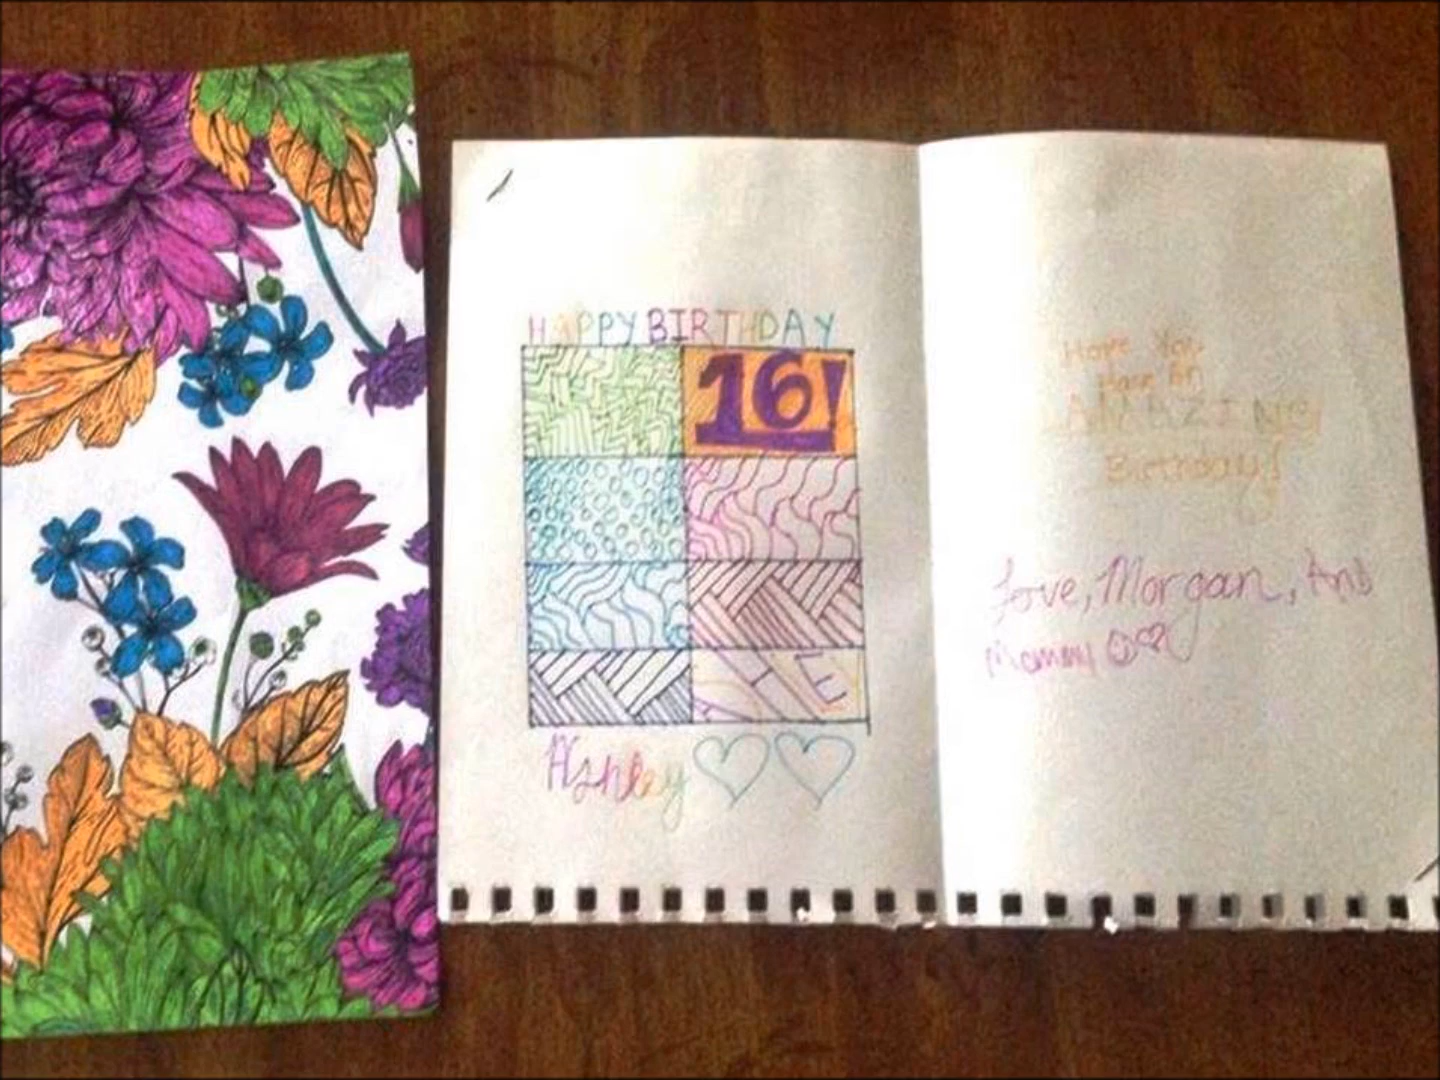 HAPPY BIRTHDAY
16!
Ashley
Hope You
Have An
AMAZING
Birthday!
Love, Morgan, And
Mommy